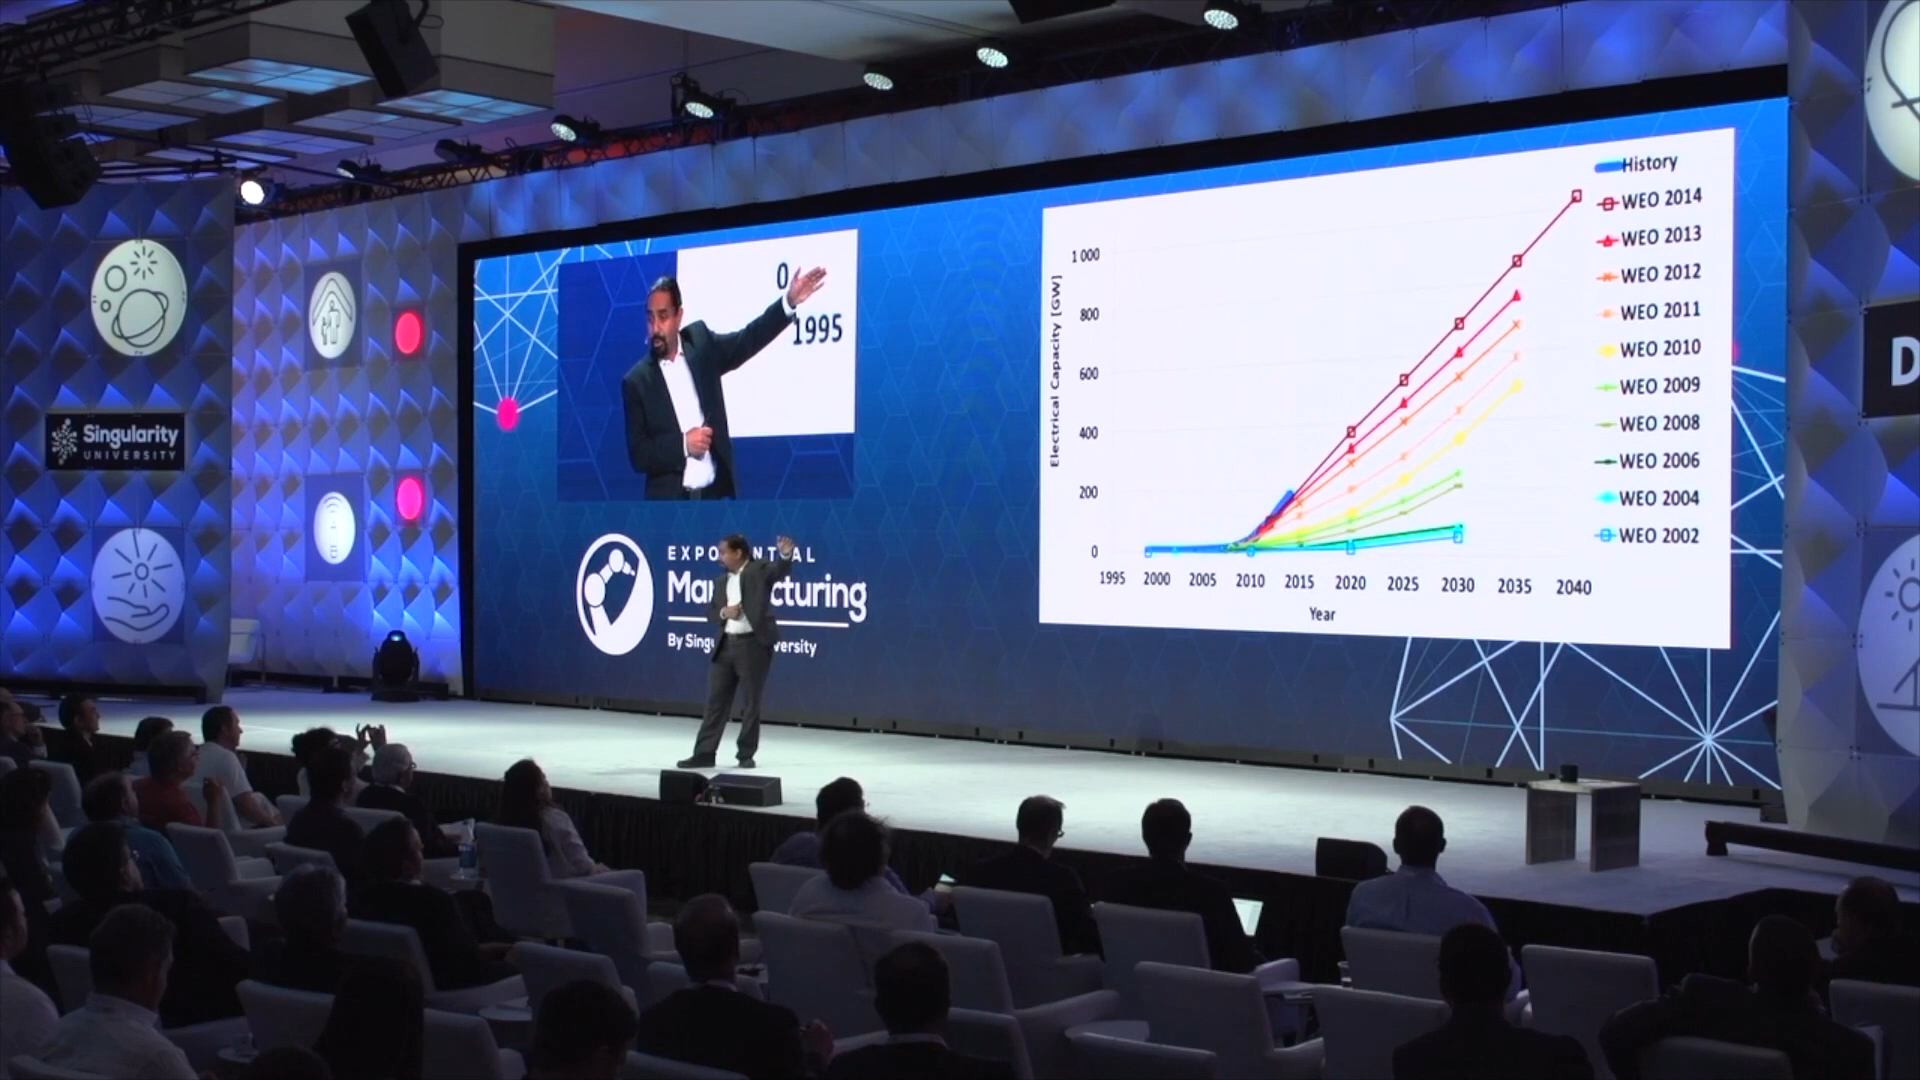 Singularity
UNIVERSITY
0
1995
EXPO NT AL
Ma cturing
By Sing versity
Electrical Capacity [GW]
1 000
800
600
400
200
0
1995 2000 2005 2010 2015 2020 2025 2030 2035 2040
Year
History
WEO 2014
WEO 2013
WEO 2012
WEO 2011
WEO 2010
WEO 2009
WEO 2008
WEO 2006
WEO 2004
WEO 2002
D